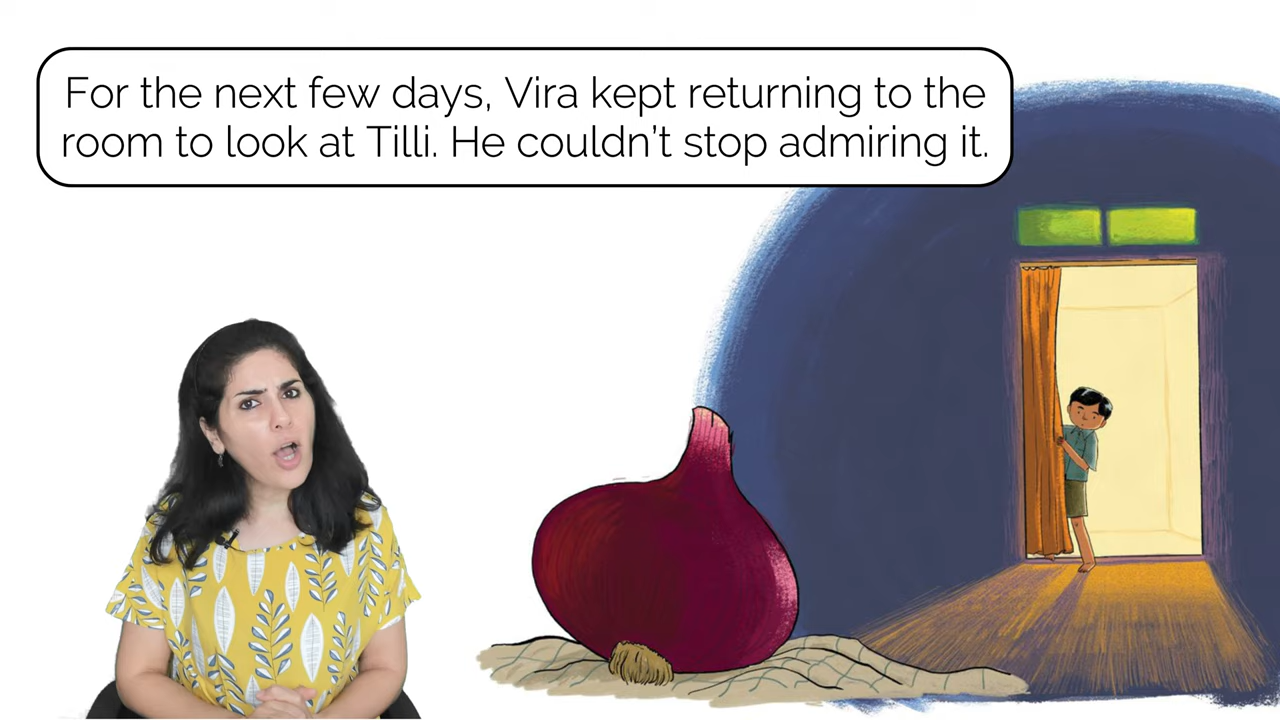 For the next few days, Vira kept returning to the
room to look at Tilli. He couldn’t stop admiring it.